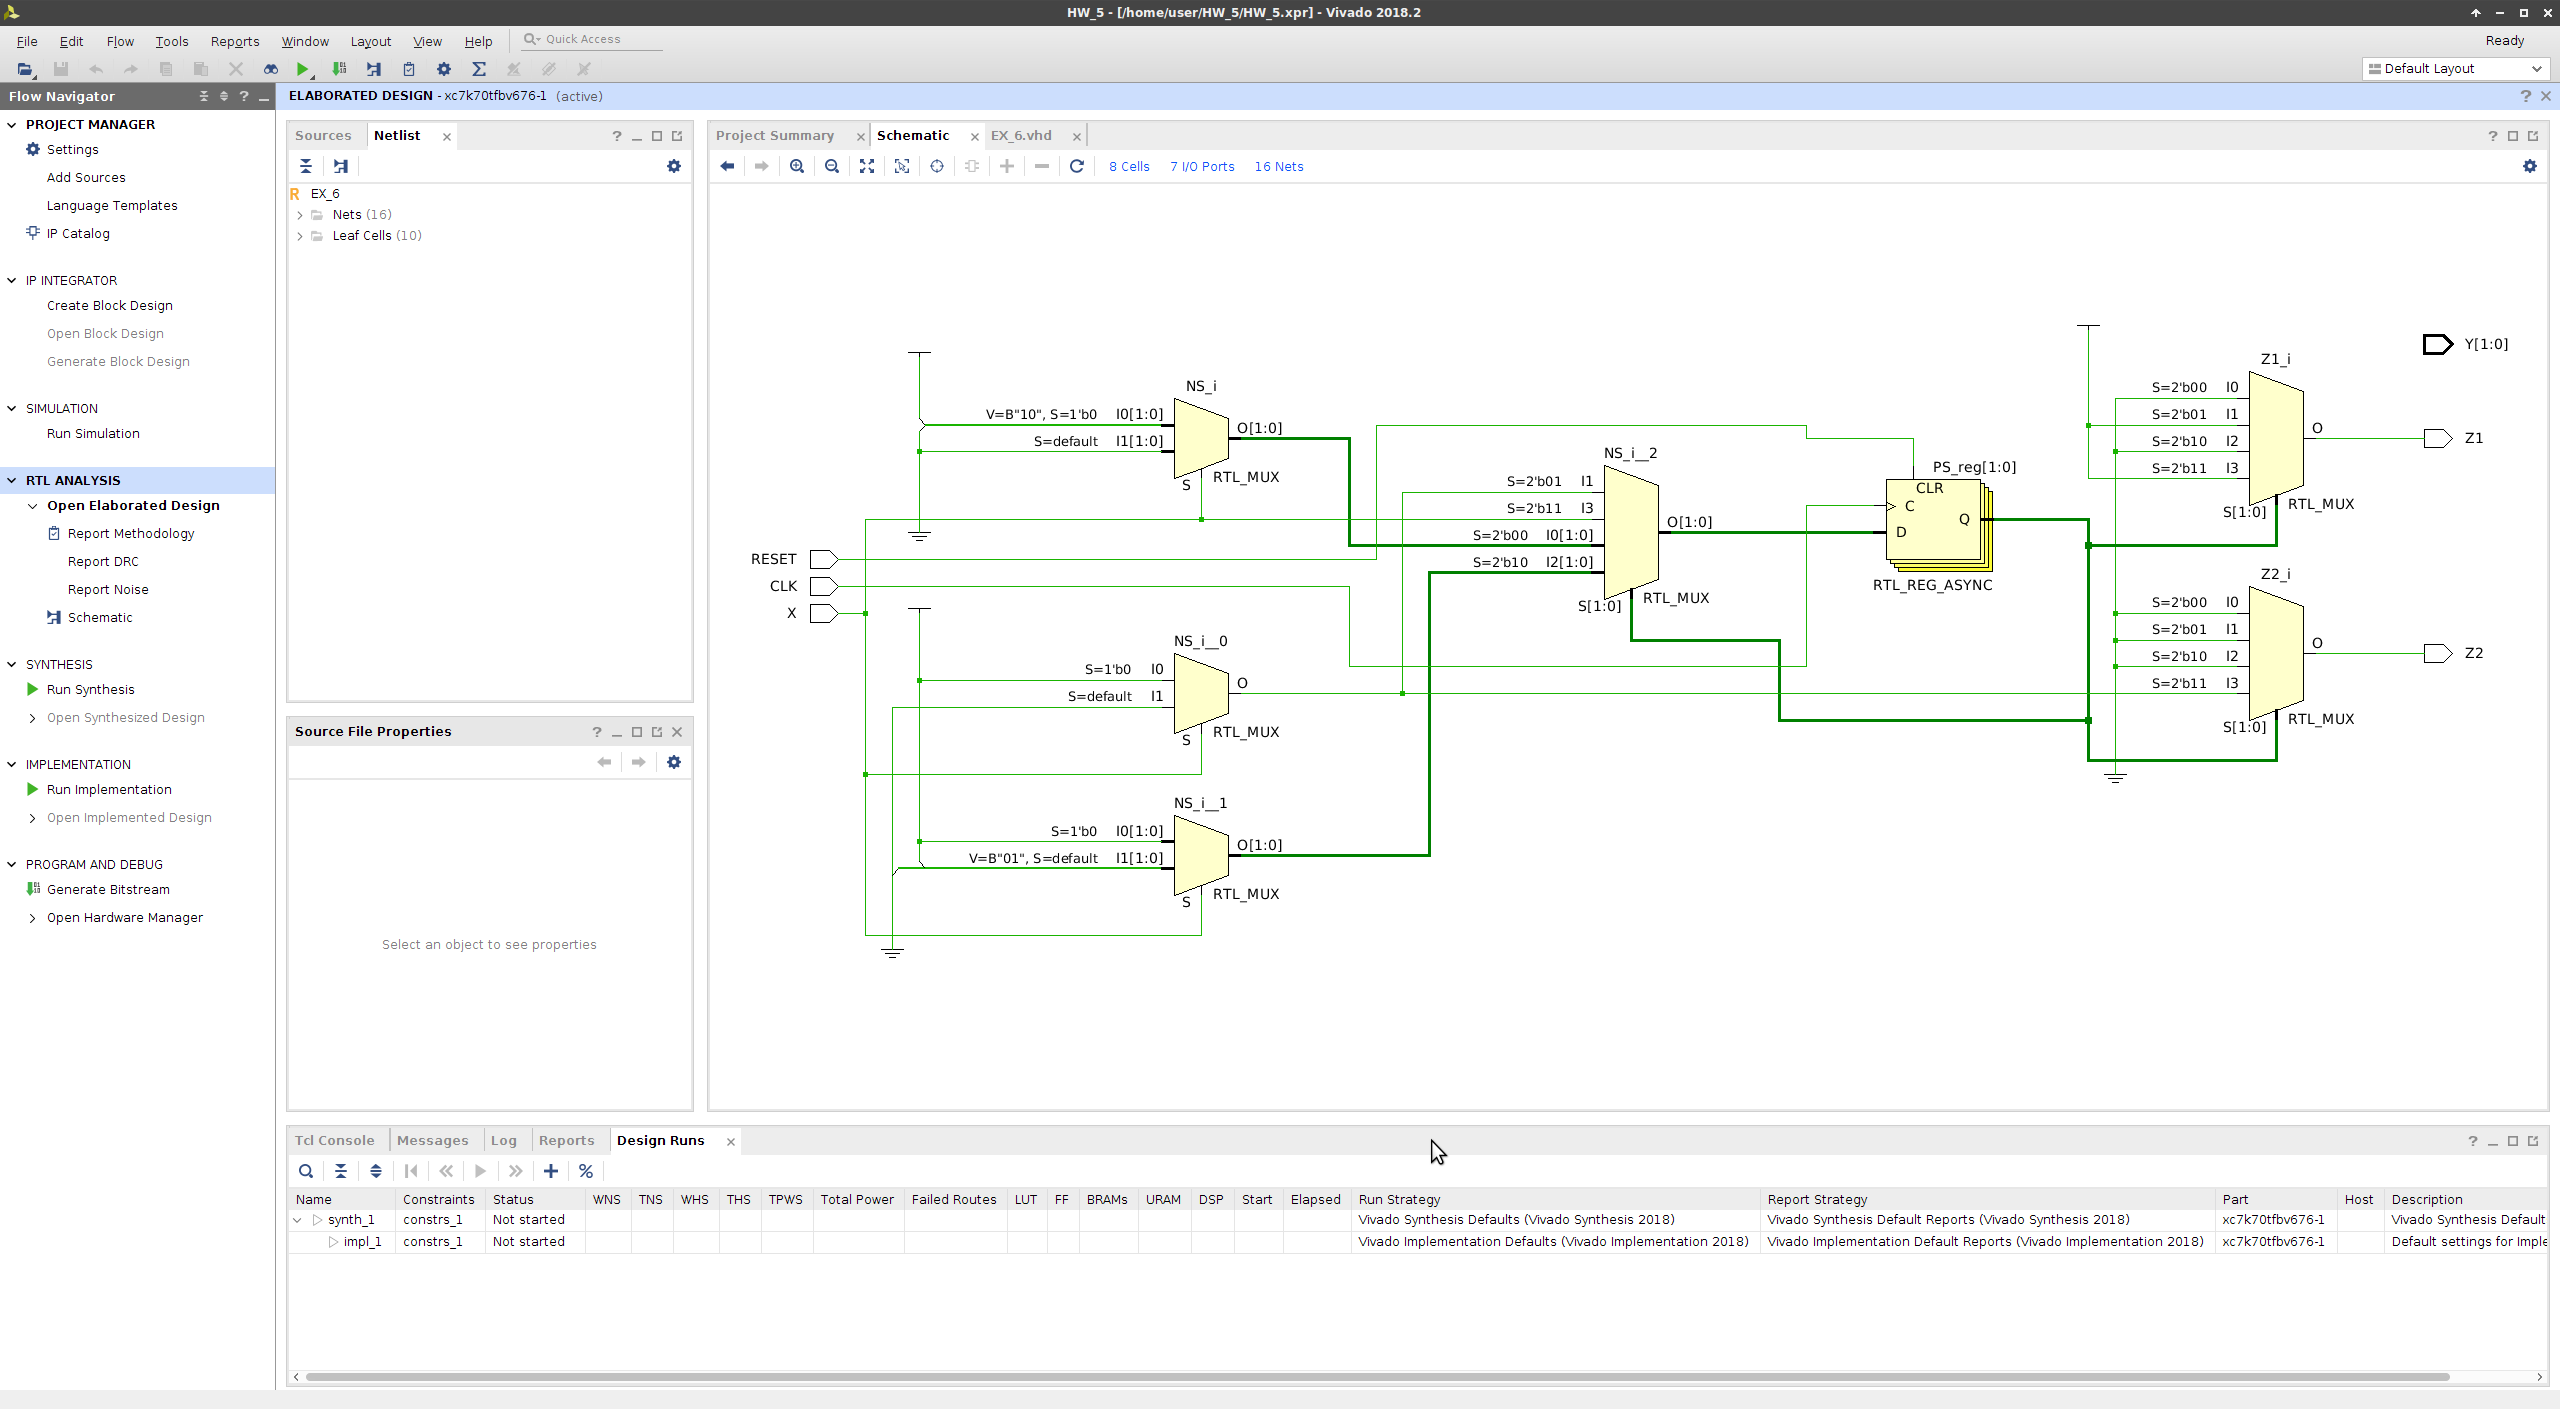 HW_5 - [/home/user/HW_5/HW_5.xpr] - Vivado 2018.2
File Edit Flow Tools Reports Window Layout View Help Quick Access Ready
Default Layout
Flow Navigator
ELABORATED DESIGN - xc7k70tfbv676-1 (active)
PROJECT MANAGER
Settings
Add Sources
Language Templates
IP Catalog
IP INTEGRATOR
Create Block Design
Open Block Design
Generate Block Design
SIMULATION
Run Simulation
RTL ANALYSIS
Open Elaborated Design
Report Methodology
Report DRC
Report Noise
Schematic
SYNTHESIS
Run Synthesis
Open Synthesized Design
IMPLEMENTATION
Run Implementation
Open Implemented Design
PROGRAM AND DEBUG
Generate Bitstream
Open Hardware Manager
Sources Netlist
EX_6
Nets (16)
Leaf Cells (10)
Source File Properties
Select an object to see properties
Project Summary Schematic EX_6.vhd
8 Cells 7 I/O Ports 16 Nets
NS_i
V=B"10", S=1'b0 I0[1:0]
S=default I1[1:0]
O[1:0]
S
RTL_MUX
RESET
CLK
X
NS_i__0
S=1'b0 I0
S=default I1
O
S
RTL_MUX
NS_i__1
S=1'b0 I0[1:0]
V=B"01", S=default I1[1:0]
O[1:0]
S
RTL_MUX
NS_i__2
S=2'b01 I1
S=2'b11 I3
S=2'b00 I0[1:0]
S=2'b10 I2[1:0]
O[1:0]
S[1:0]
RTL_MUX
PS_reg[1:0]
CLR
C
Q
D
RTL_REG_ASYNC
Y[1:0]
Z1_i
S=2'b00 I0
S=2'b01 I1
S=2'b10 I2
S=2'b11 I3
O
Z1
S[1:0]
RTL_MUX
Z2_i
S=2'b00 I0
S=2'b01 I1
S=2'b10 I2
S=2'b11 I3
O
Z2
S[1:0]
RTL_MUX
Tcl Console Messages Log Reports Design Runs
Name Constraints Status WNS TNS WHS THS TPWS Total Power Failed Routes LUT FF BRAMs URAM DSP Start Elapsed Run Strategy Report Strategy Part Host Description
synth_1 constrs_1 Not started Vivado Synthesis Defaults (Vivado Synthesis 2018) Vivado Synthesis Default Reports (Vivado Synthesis 2018) xc7k70tfbv676-1 Vivado Synthesis Default
impl_1 constrs_1 Not started Vivado Implementation Defaults (Vivado Implementation 2018) Vivado Implementation Default Reports (Vivado Implementation 2018) xc7k70tfbv676-1 Default settings for Imple